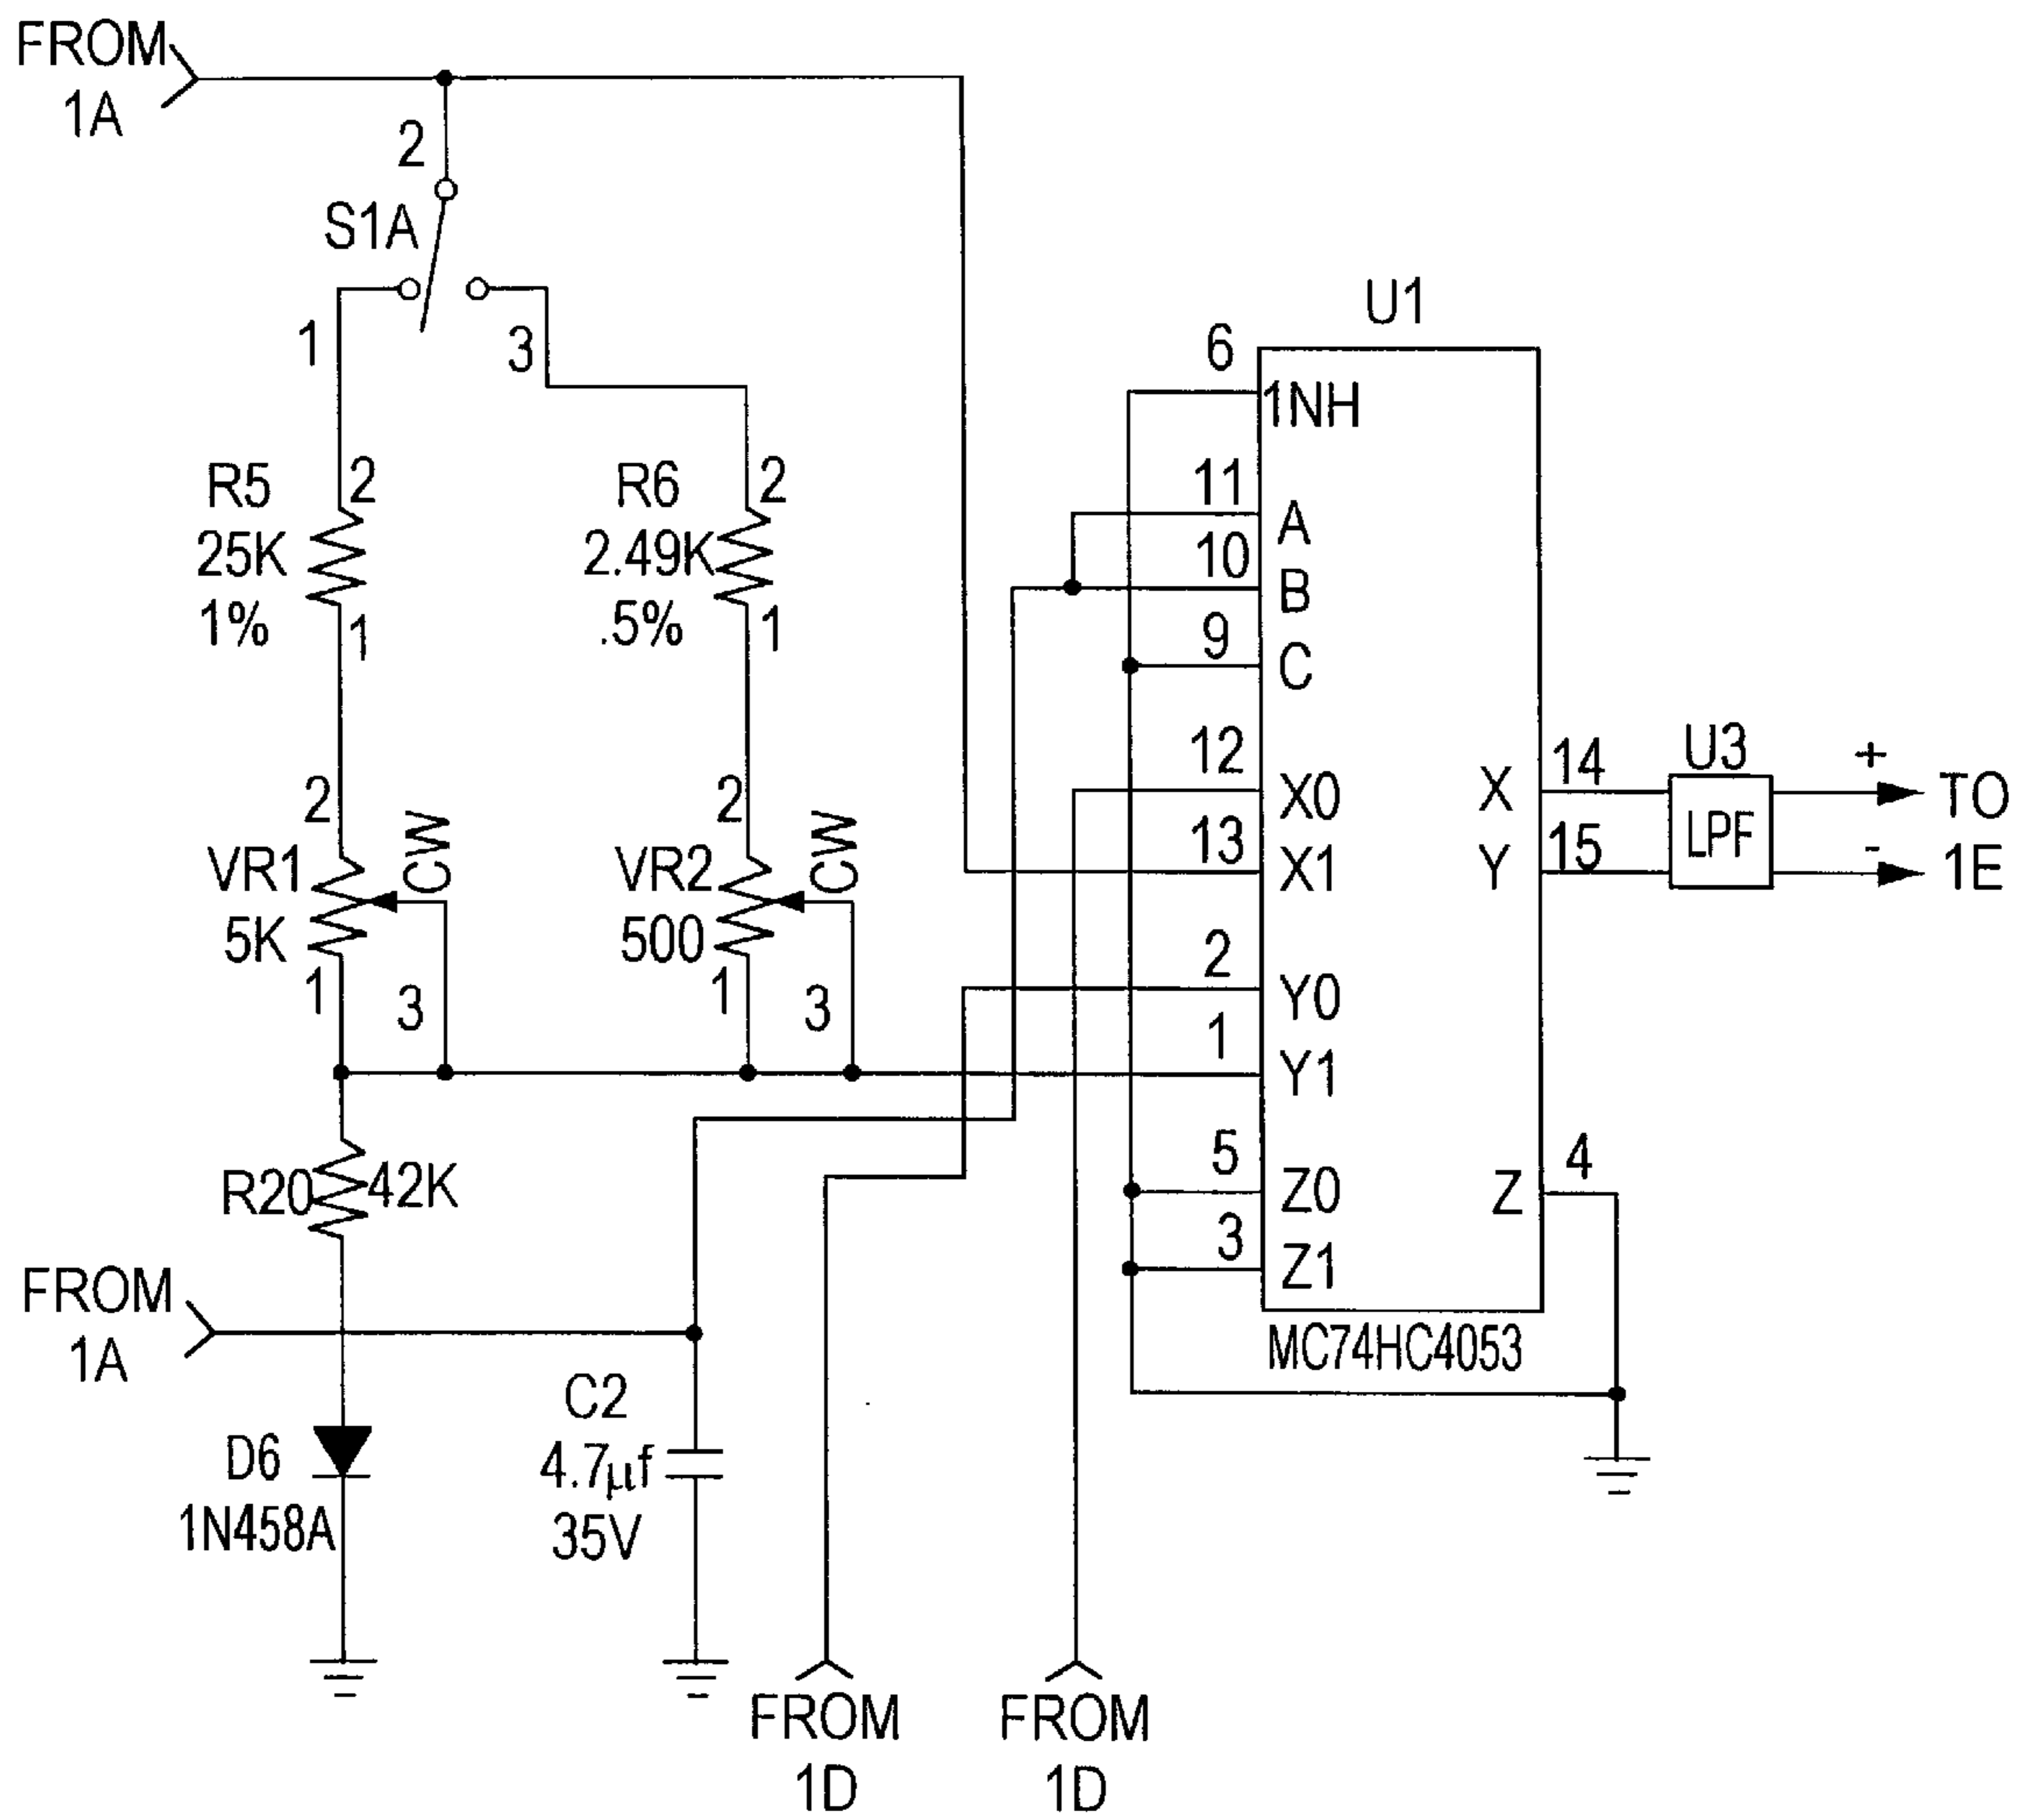 FROM
1A
2
S1A
1
3
U1
6
1NH
R5
25K
1%
2
1
R6
2.49K
.5%
2
1
11
A
10
B
9
C
12
X0
13
X1
X
14
Y
15
U3
LPF
+
-
TO
1E
2
VR1
5K
1
CW
3
2
VR2
500
1
CW
3
2
Y0
1
Y1
5
Z0
3
Z1
Z
4
MC74HC4053
R20
42K
FROM
1A
D6
1N458A
C2
4.7µf
35V
FROM
1D
FROM
1D